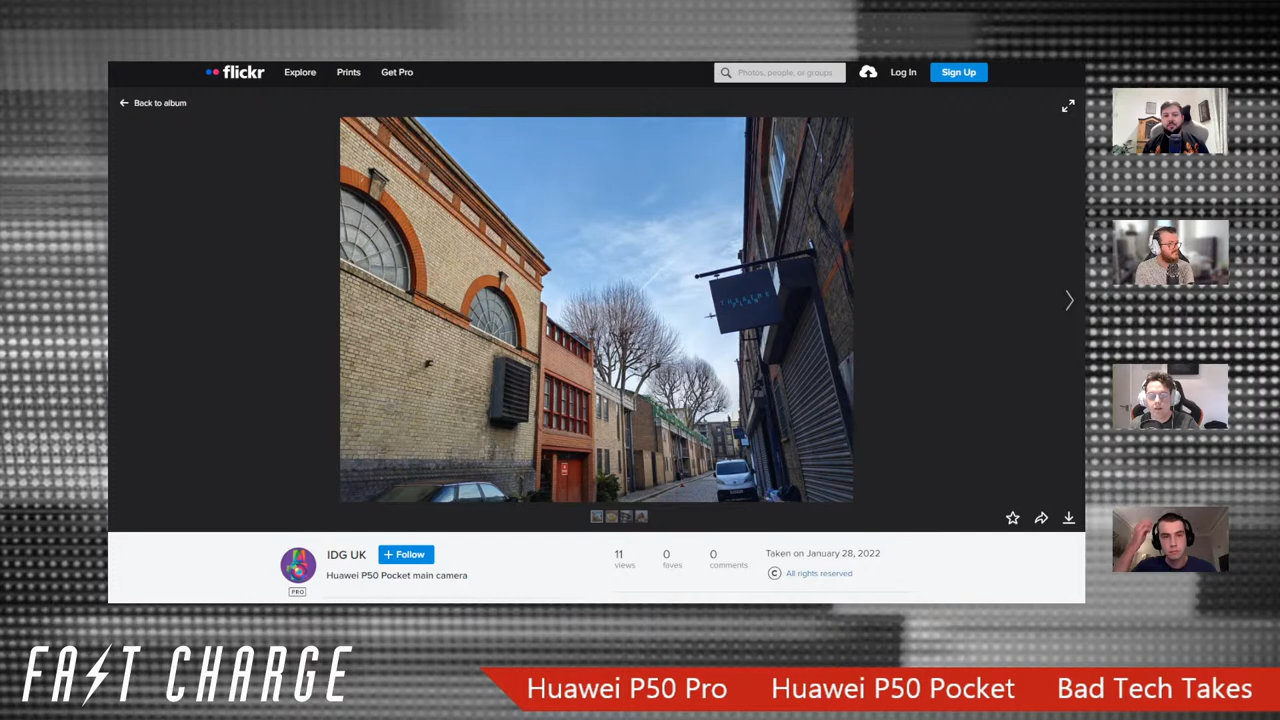 flickr Explore Prints Get Pro Photos, people, or groups Log In Sign Up
Back to album
THEATRE
PLAN
IDG UK + Follow
Huawei P50 Pocket main camera
PRO
11 views 0 faves 0 comments
Taken on January 28, 2022
All rights reserved
FAST CHARGE
Huawei P50 Pro Huawei P50 Pocket Bad Tech Takes